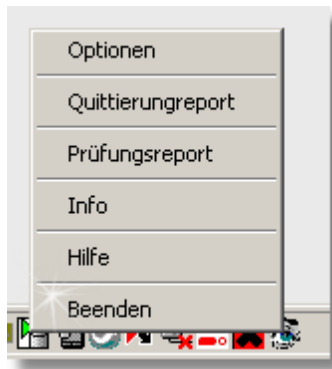 Optionen
Quittierungreport
Prüfungsreport
Info
Hilfe
Beenden